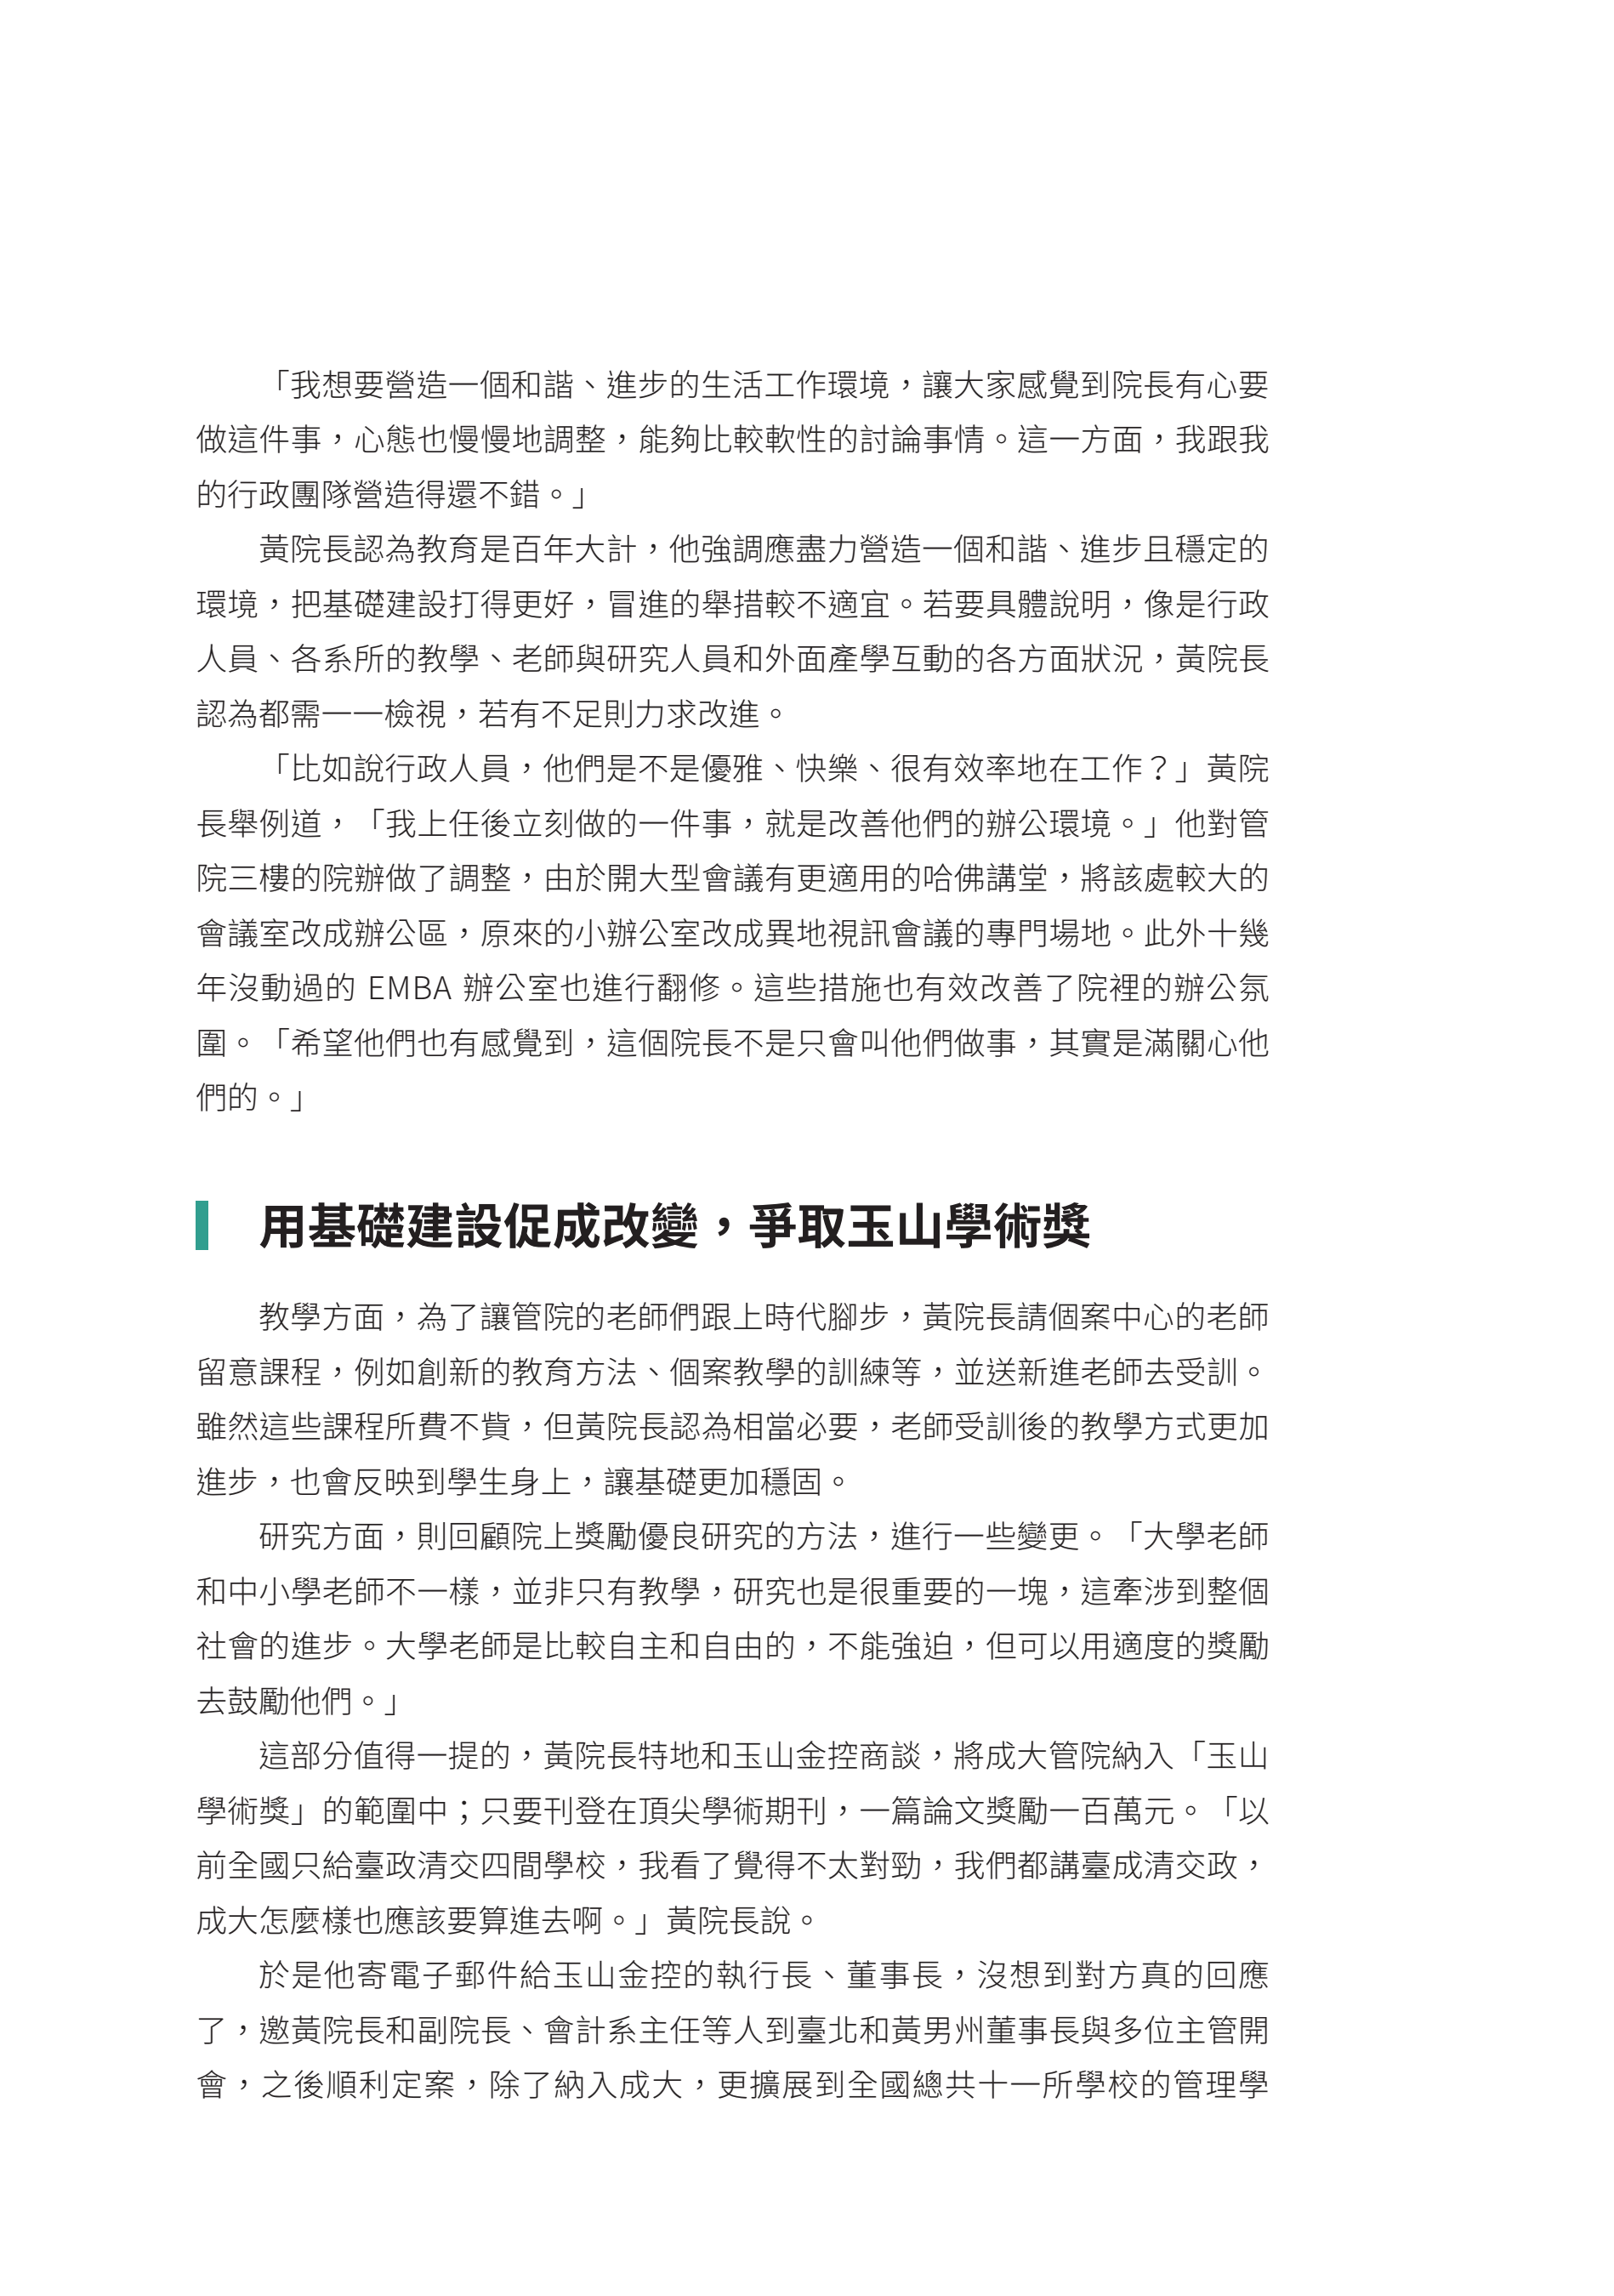 「我想要營造一個和諧、進步的生活工作環境，讓大家感覺到院長有心要
做這件事，心態也慢慢地調整，能夠比較軟性的討論事情。這一方面，我跟我
的行政團隊營造得還不錯。」
黃院長認為教育是百年大計，他強調應盡力營造一個和諧、進步且穩定的
環境，把基礎建設打得更好，冒進的舉措較不適宜。若要具體說明，像是行政
人員、各系所的教學、老師與研究人員和外面產學互動的各方面狀況，黃院長
認為都需一一檢視，若有不足則力求改進。
「比如說行政人員，他們是不是優雅、快樂、很有效率地在工作？」黃院
長舉例道，「我上任後立刻做的一件事，就是改善他們的辦公環境。」他對管
院三樓的院辦做了調整，由於開大型會議有更適用的哈佛講堂，將該處較大的
會議室改成辦公區，原來的小辦公室改成異地視訊會議的專門場地。此外十幾
年沒動過的 EMBA 辦公室也進行翻修。這些措施也有效改善了院裡的辦公氛
圍。「希望他們也有感覺到，這個院長不是只會叫他們做事，其實是滿關心他
們的。」
用基礎建設促成改變，爭取玉山學術獎
教學方面，為了讓管院的老師們跟上時代腳步，黃院長請個案中心的老師
留意課程，例如創新的教育方法、個案教學的訓練等，並送新進老師去受訓。
雖然這些課程所費不貲，但黃院長認為相當必要，老師受訓後的教學方式更加
進步，也會反映到學生身上，讓基礎更加穩固。
研究方面，則回顧院上獎勵優良研究的方法，進行一些變更。「大學老師
和中小學老師不一樣，並非只有教學，研究也是很重要的一塊，這牽涉到整個
社會的進步。大學老師是比較自主和自由的，不能強迫，但可以用適度的獎勵
去鼓勵他們。」
這部分值得一提的，黃院長特地和玉山金控商談，將成大管院納入「玉山
學術獎」的範圍中；只要刊登在頂尖學術期刊，一篇論文獎勵一百萬元。「以
前全國只給臺政清交四間學校，我看了覺得不太對勁，我們都講臺成清交政，
成大怎麼樣也應該要算進去啊。」黃院長說。
於是他寄電子郵件給玉山金控的執行長、董事長，沒想到對方真的回應
了，邀黃院長和副院長、會計系主任等人到臺北和黃男州董事長與多位主管開
會，之後順利定案，除了納入成大，更擴展到全國總共十一所學校的管理學